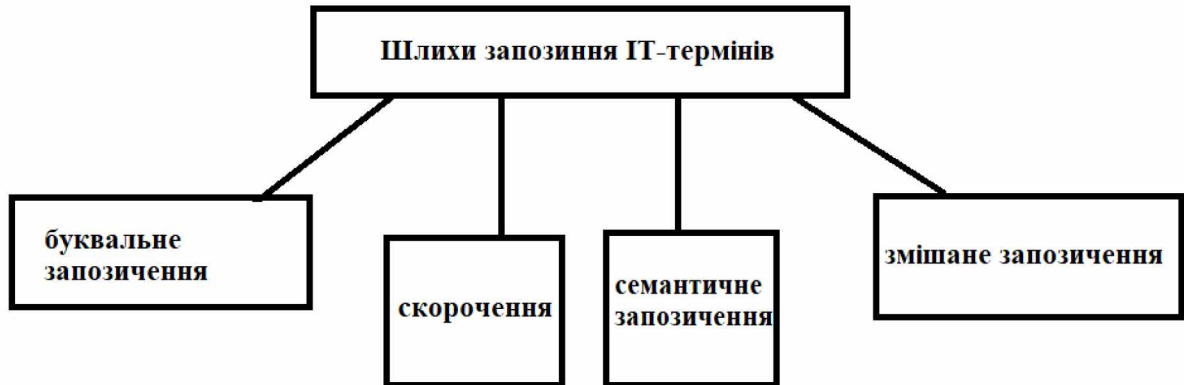 Шлихи запозиння ІТ-термінів
буквальне
запозичення
скорочення
семантичне
запозичення
змішане запозичення